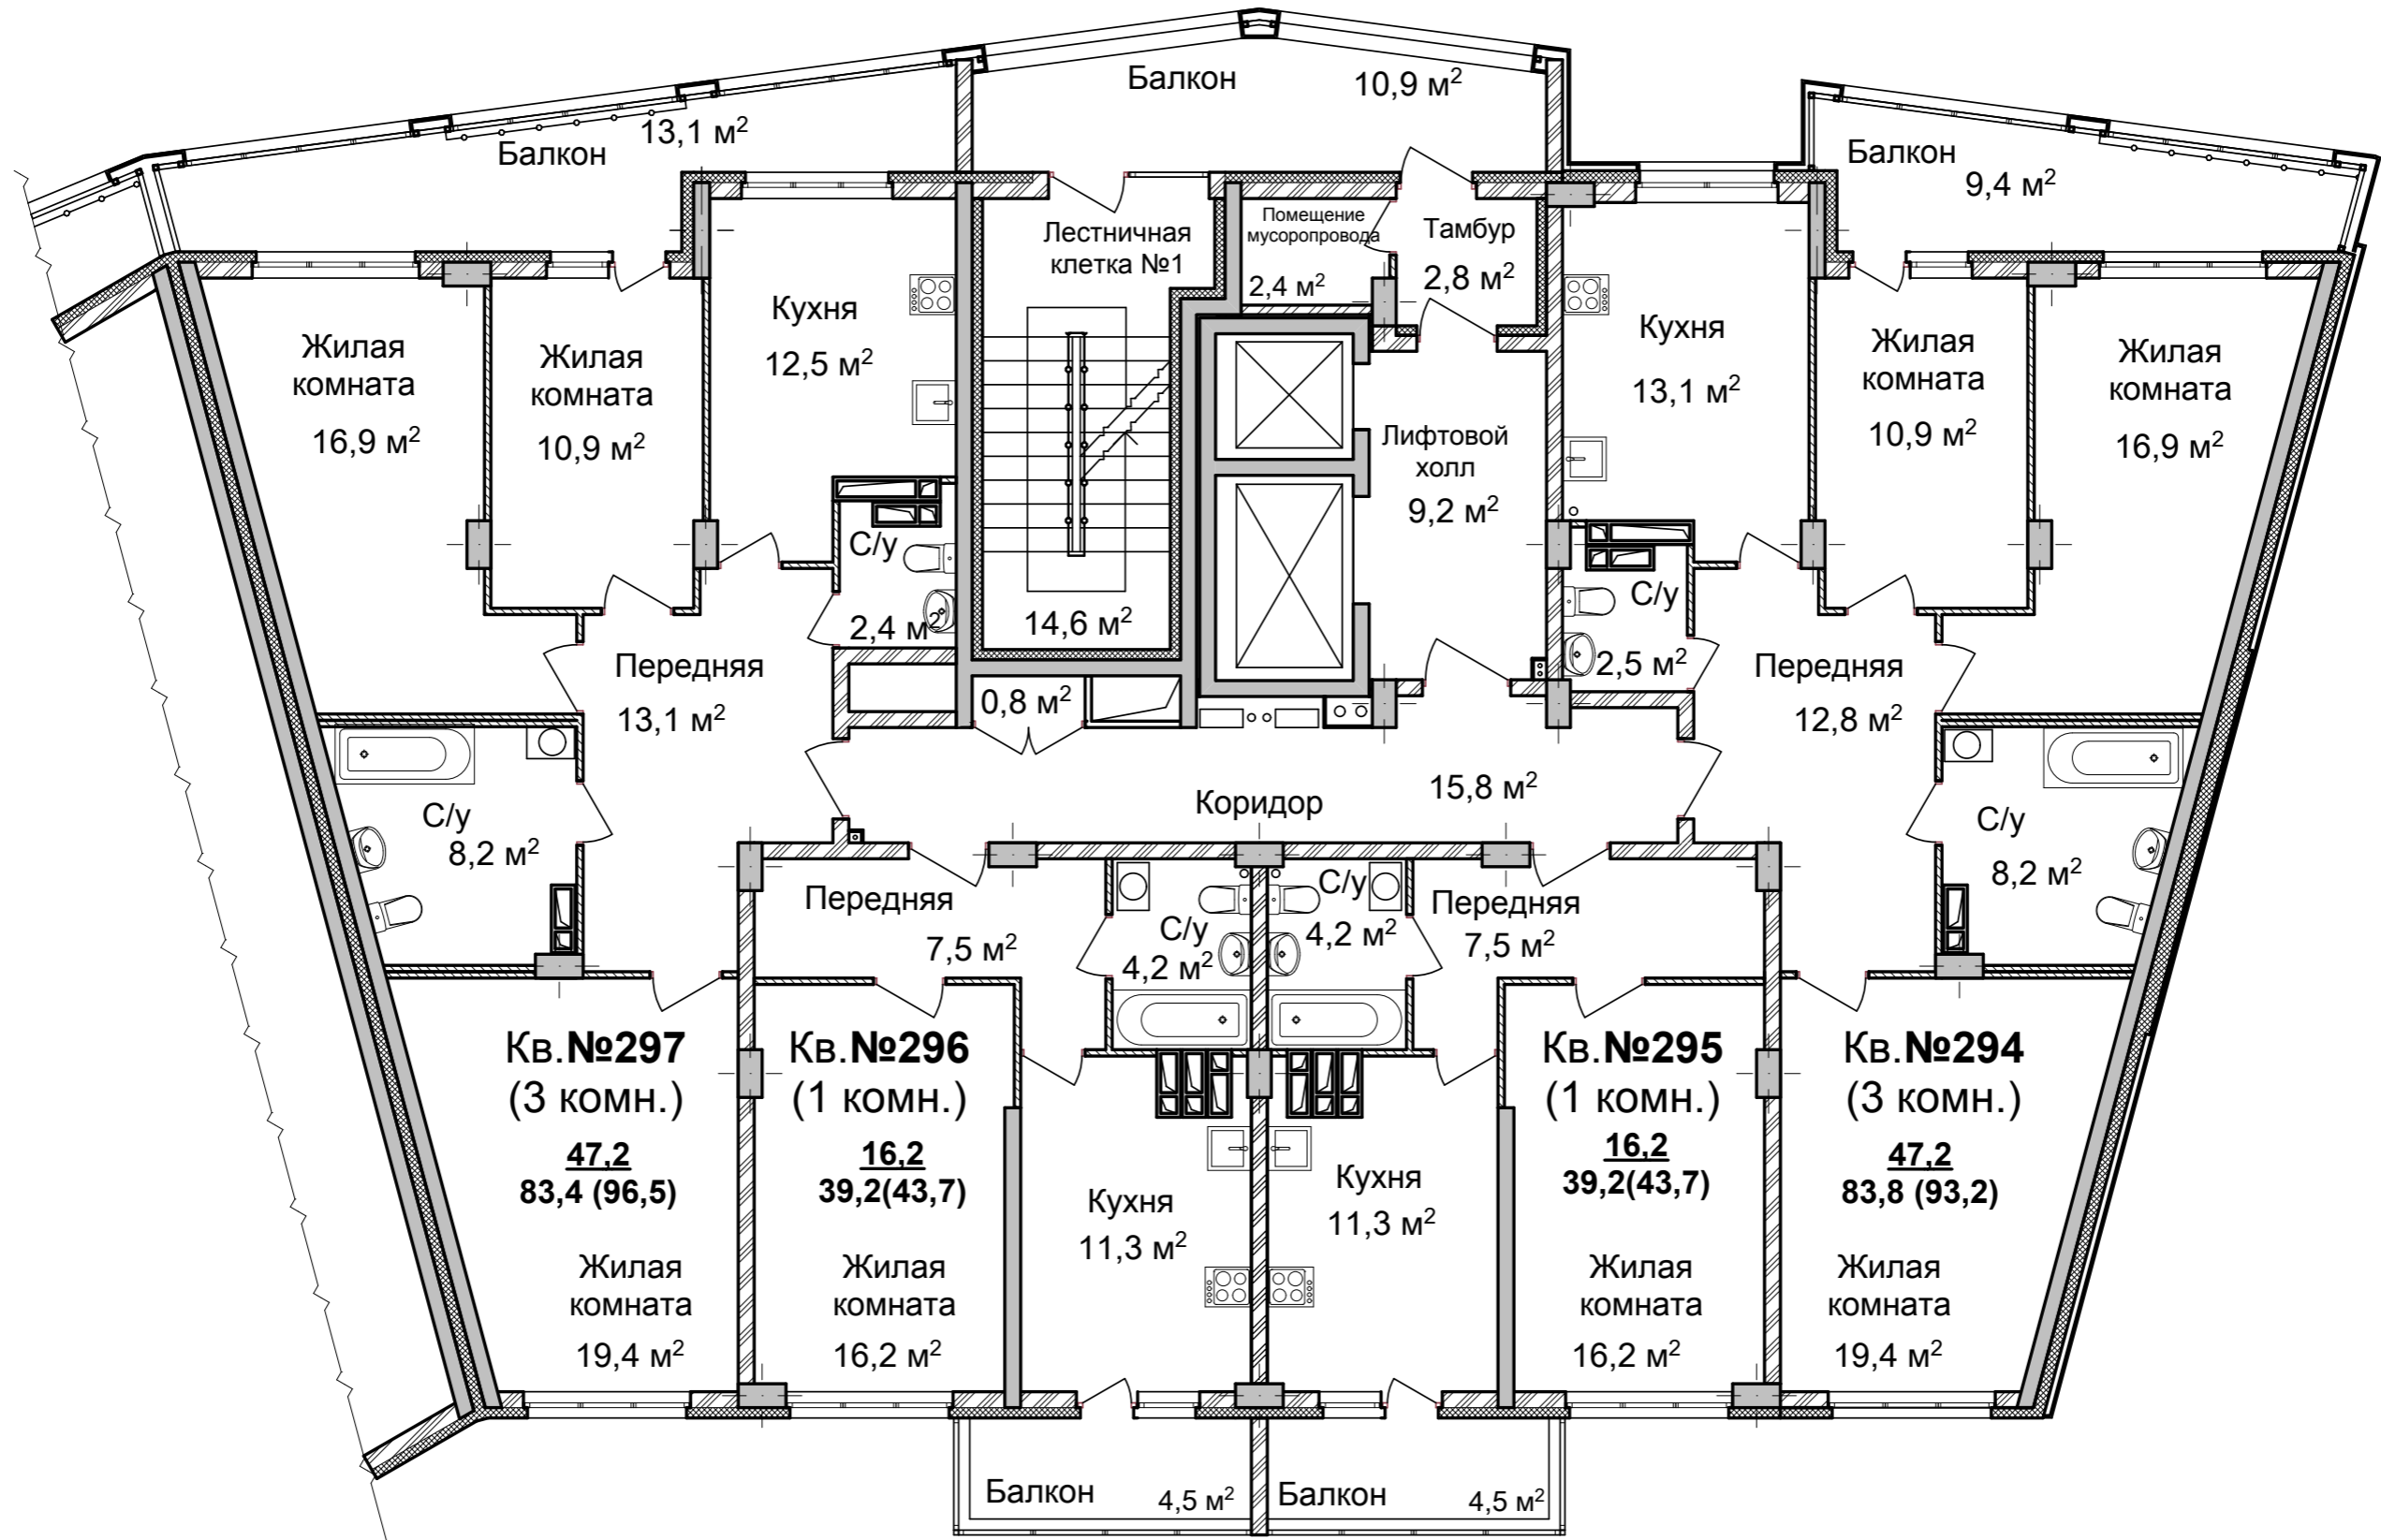 Балкон
10,9 м²
13,1 м²
Балкон
Балкон
9,4 м²
Лестничная
клетка №1
Помещение
мусоропровода
2,4 м²
Тамбур
2,8 м²
Жилая
комната
16,9 м²
Жилая
комната
10,9 м²
Кухня
12,5 м²
Кухня
13,1 м²
Жилая
комната
10,9 м²
Жилая
комната
16,9 м²
Лифтовой
холл
9,2 м²
С/у
2,4 м²
14,6 м²
С/у
2,5 м²
Передняя
13,1 м²
0,8 м²
Передняя
12,8 м²
Коридор
15,8 м²
С/у
8,2 м²
С/у
8,2 м²
Передняя
7,5 м²
С/у
4,2 м²
С/у
4,2 м²
Передняя
7,5 м²
Кв.№297
(3 комн.)
47,2
83,4 (96,5)
Жилая
комната
19,4 м²
Кв.№296
(1 комн.)
16,2
39,2(43,7)
Жилая
комната
16,2 м²
Кухня
11,3 м²
Кухня
11,3 м²
Кв.№295
(1 комн.)
16,2
39,2(43,7)
Жилая
комната
16,2 м²
Кв.№294
(3 комн.)
47,2
83,8 (93,2)
Жилая
комната
19,4 м²
Балкон
4,5 м²
Балкон
4,5 м²